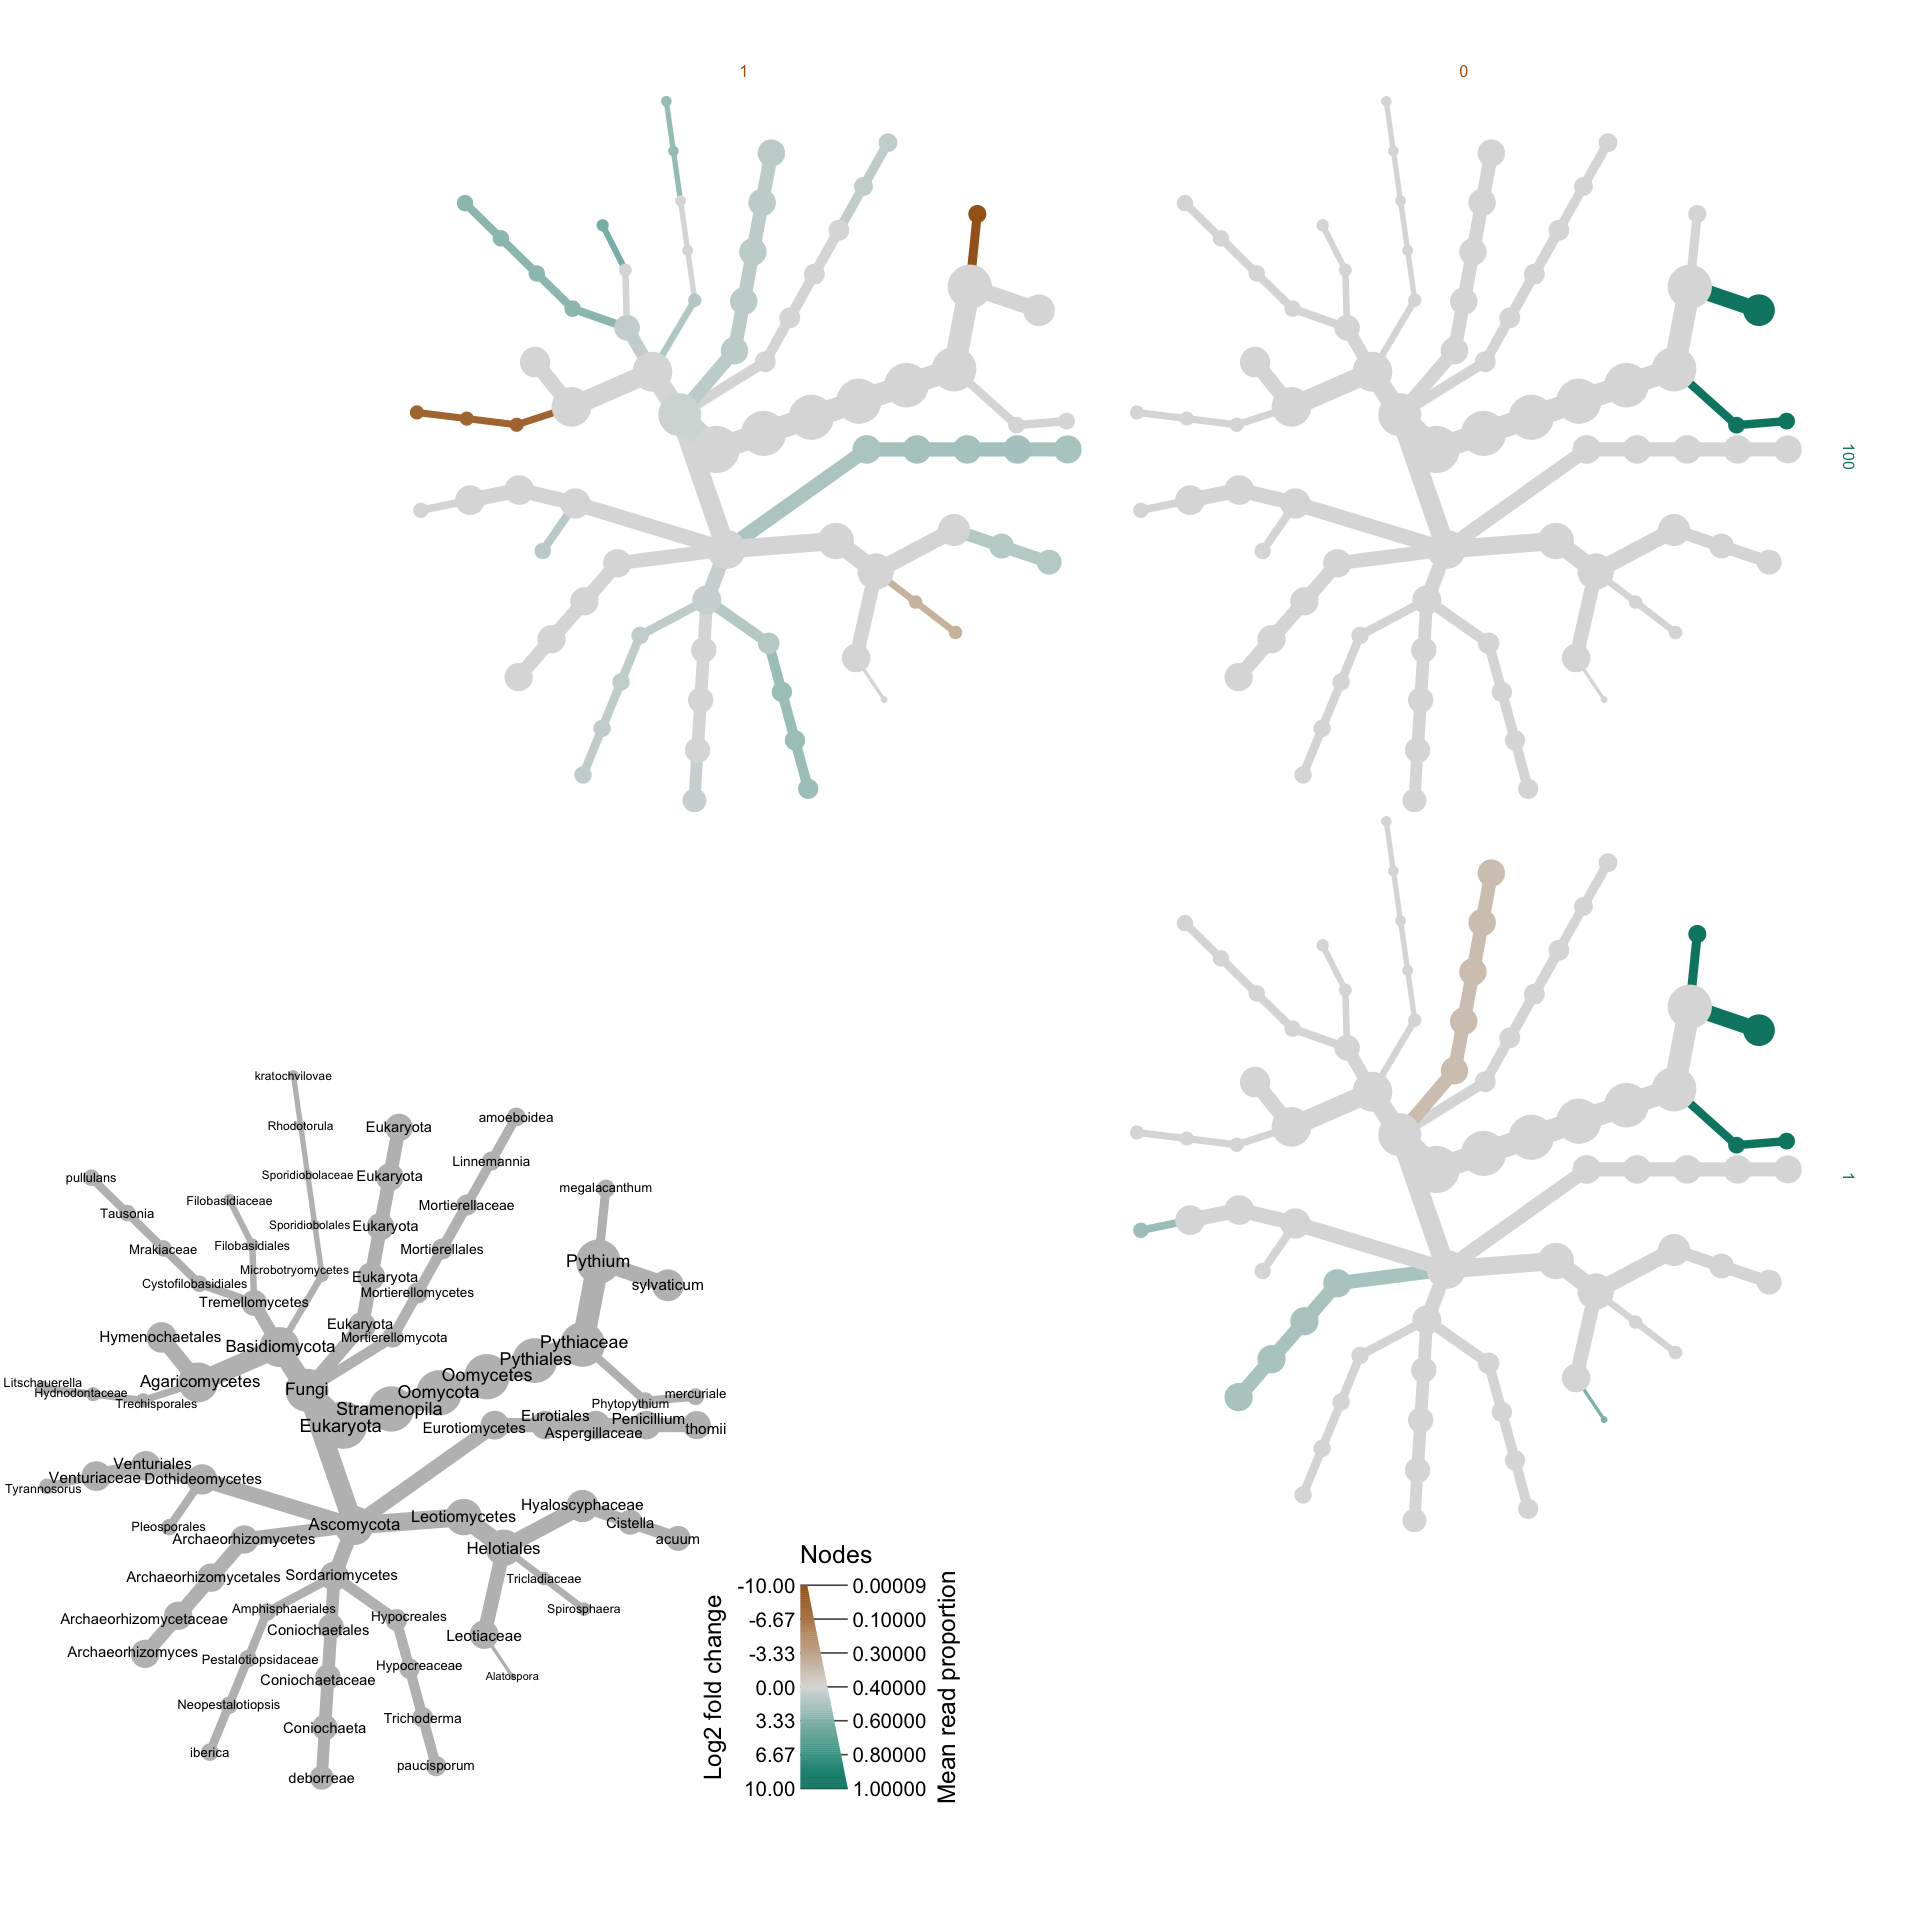 1
0
100
1
kratochvilovae
amoeboidea
Rhodotorula
Eukaryota
Linnemannia
Sporidiobolaceae
Eukaryota
pullulans
megalacanthum
Filobasidiaceae
Mortierellaceae
Tausonia
Sporidiobolales
Eukaryota
Filobasidiales
Mrakiaceae
Mortierellales
Pythium
Microbotryomycetes
Eukaryota
Cystofilobasidiales
sylvaticum
Mortierellomycetes
Tremellomycetes
Eukaryota
Hymenochaetales
Mortierellomycota
Pythiaceae
Basidiomycota
Pythiales
Oomycetes
Litschauerella
Agaricomycetes
Fungi
Oomycota
Hydnodontaceae
mercuriale
Trechisporales
Phytopythium
Stramenopila
Eukaryota
Eurotiomycetes
Eurotiales
Penicillium
Aspergillaceae
thomii
Venturiales
Venturiaceae
Dothideomycetes
Tyrannosorus
Hyaloscyphaceae
Leotiomycetes
Pleosporales
Ascomycota
Cistella
Archaeorhizomycetes
acuum
Helotiales
Archaeorhizomycetales
Sordariomycetes
Tricladiaceae
Amphisphaeriales
Spirosphaera
Archaeorhizomycetaceae
Hypocreales
Coniochaetales
Leotiaceae
Archaeorhizomyces
Pestalotiopsidaceae
Hypocreaceae
Alatospora
Coniochaetaceae
Neopestalotiopsis
Trichoderma
Coniochaeta
iberica
paucisporum
deborreae
Nodes
Log2 fold change
Mean read proportion
-10.00 0.00009
-6.67 0.10000
-3.33 0.30000
0.00 0.40000
3.33 0.60000
6.67 0.80000
10.00 1.00000